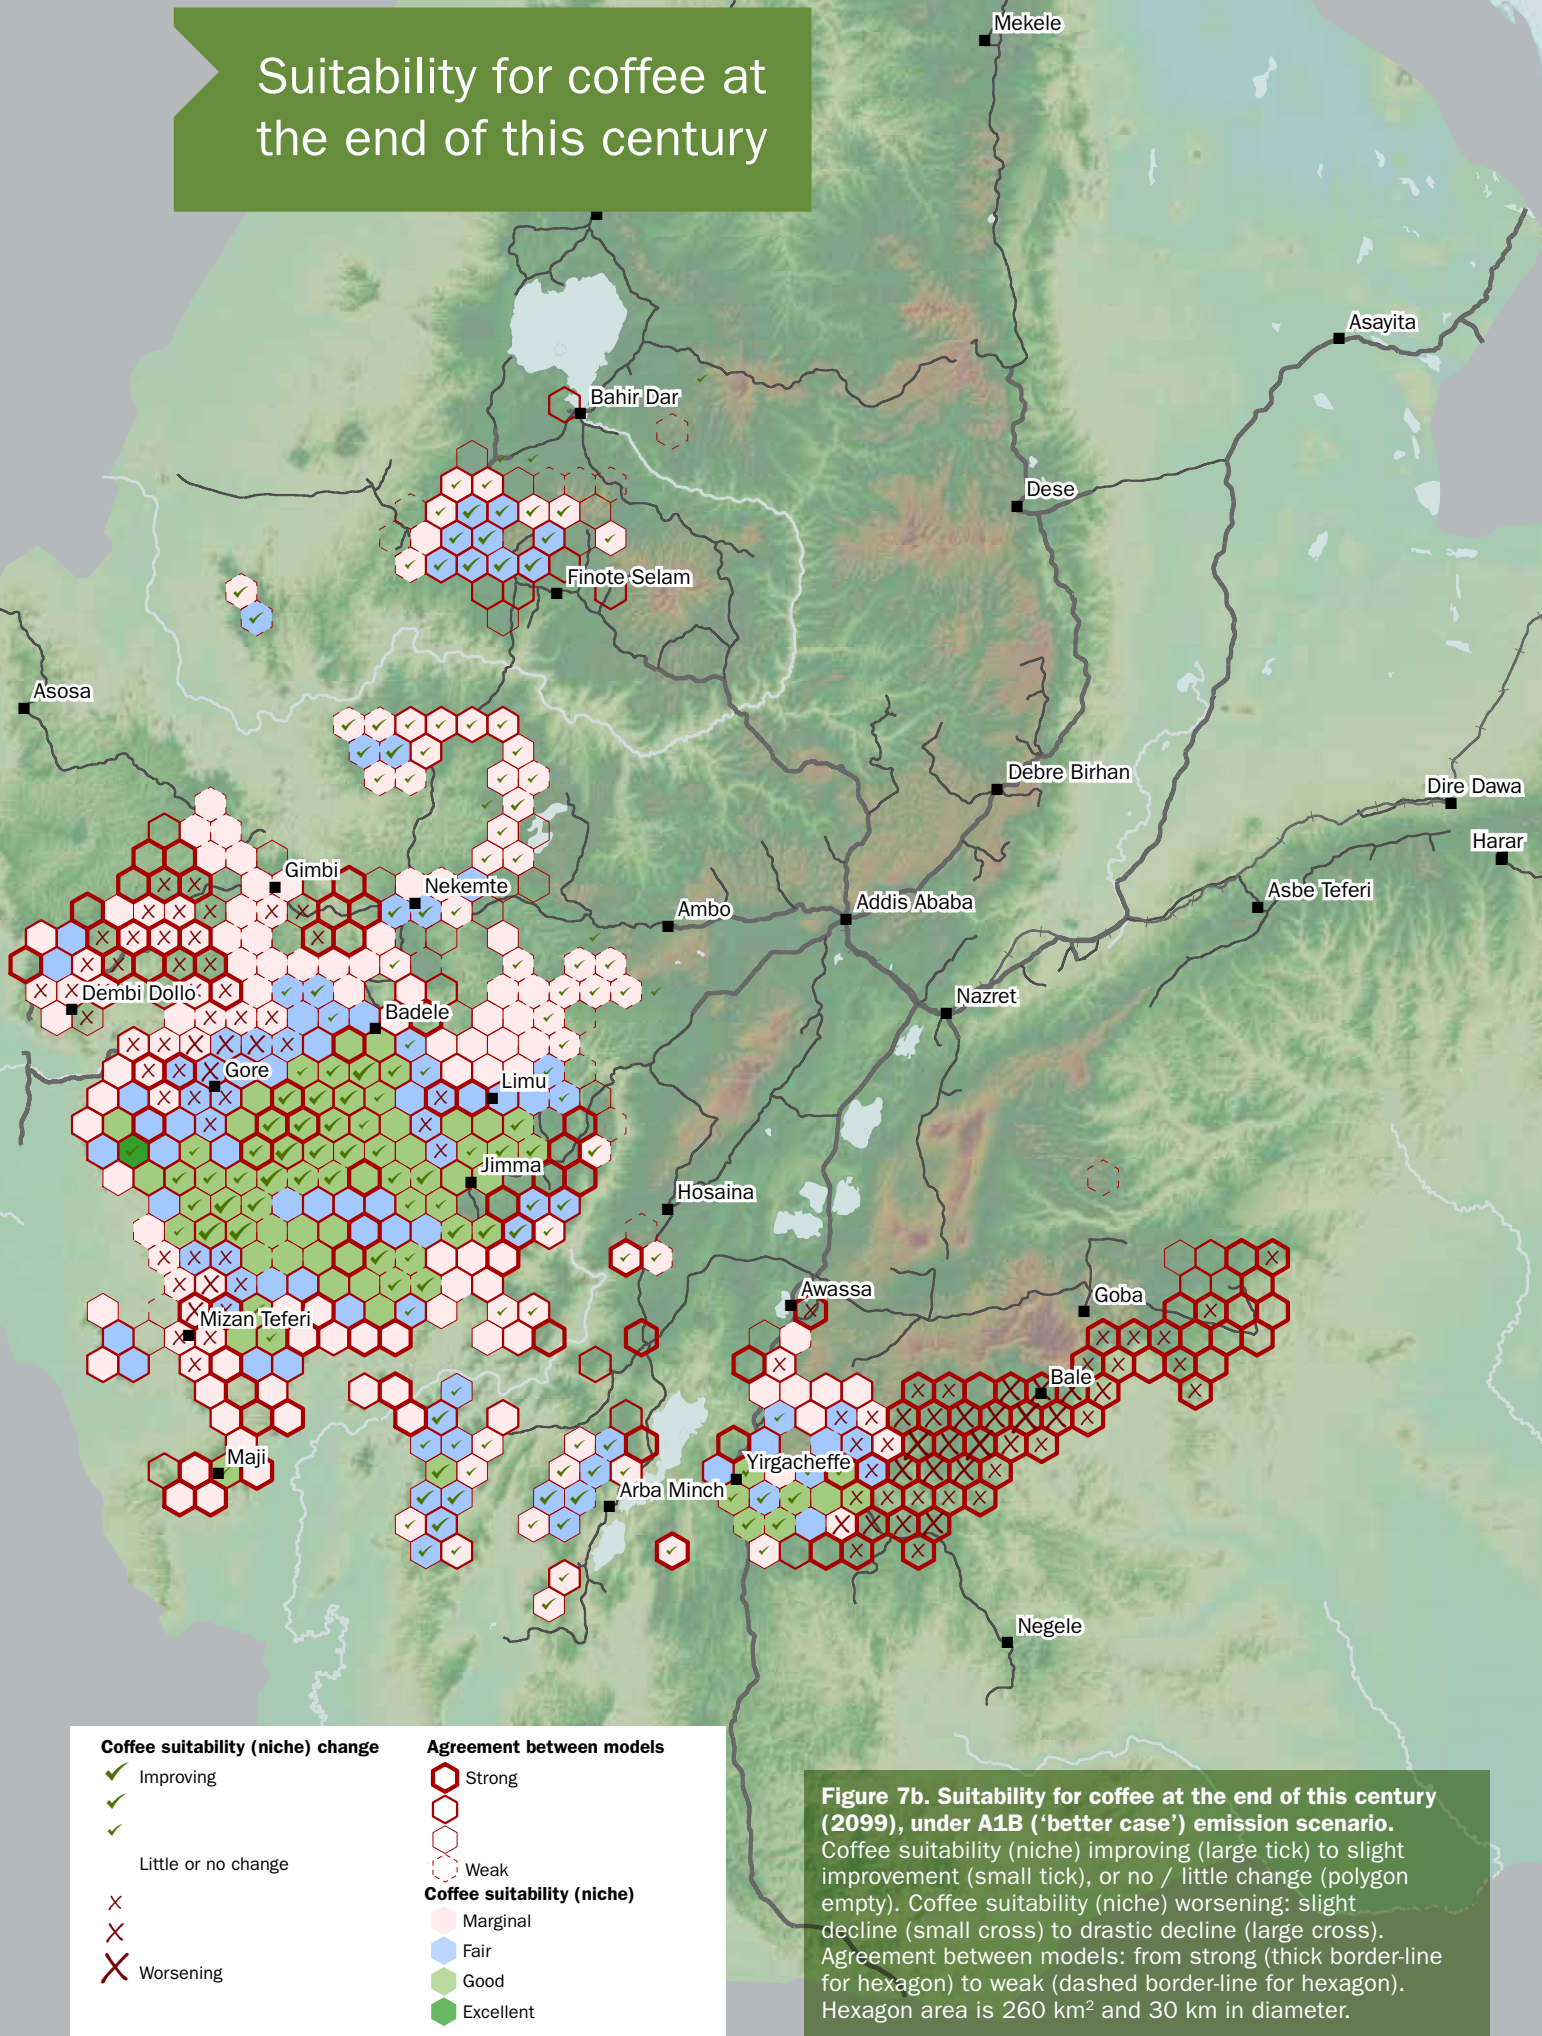 Suitability for coffee at
the end of this century
Mekele
Asayita
Bahir Dar
Dese
Finote Selam
Asosa
Debre Birhan
Dire Dawa
Harar
Gimbi
Nekemte
Asbe Teferi
Ambo
Addis Ababa
Dembi Dollo
Nazret
Badele
Gore
Limu
Jimma
Hosaina
Awassa
Goba
Mizan Teferi
Bale
Maji
Yirgacheffe
Arba Minch
Negele
Coffee suitability (niche) change
Improving
Little or no change
Worsening
Agreement between models
Strong
Weak
Coffee suitability (niche)
Marginal
Fair
Good
Excellent
Figure 7b. Suitability for coffee at the end of this century
(2099), under A1B (‘better case’) emission scenario.
Coffee suitability (niche) improving (large tick) to slight
improvement (small tick), or no / little change (polygon
empty). Coffee suitability (niche) worsening: slight
decline (small cross) to drastic decline (large cross).
Agreement between models: from strong (thick border-line
for hexagon) to weak (dashed border-line for hexagon).
Hexagon area is 260 km² and 30 km in diameter.